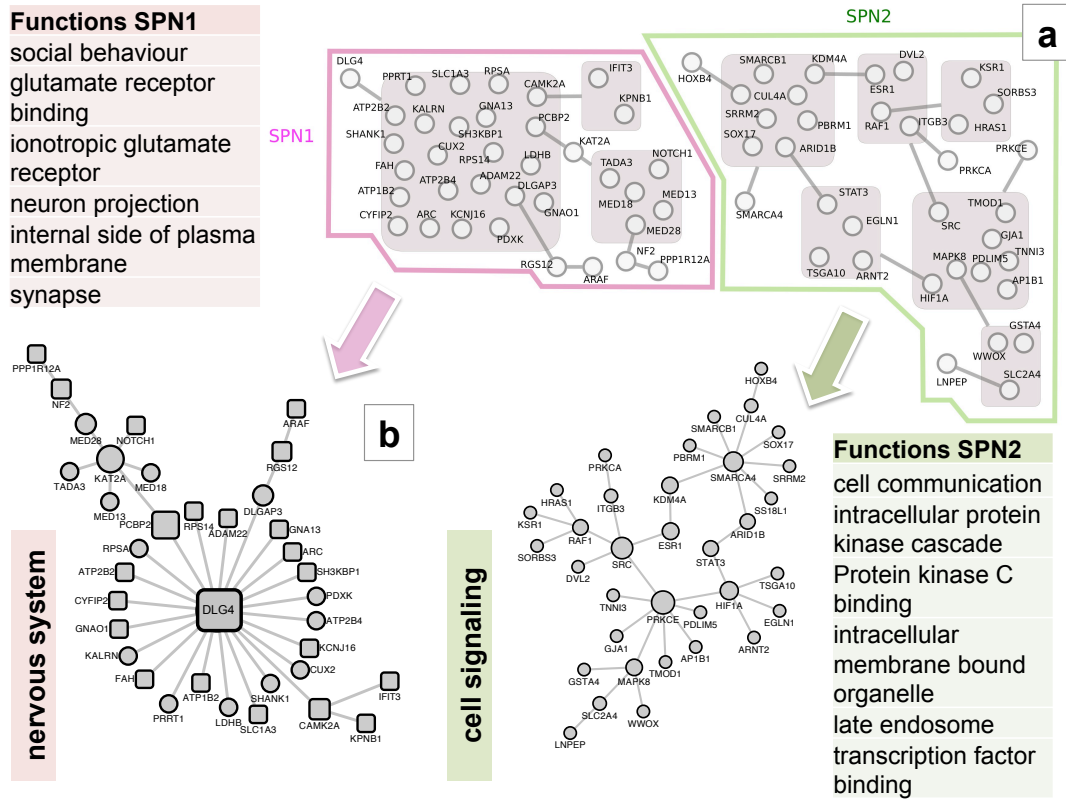 Functions SPN1
social behaviour
glutamate receptor
binding
ionotropic glutamate
receptor
neuron projection
internal side of plasma
membrane
synapse
SPN1
DLG4
PPRT1
SLC1A3
RPSA
CAMK2A
IFIT3
ATP2B2
KALRN
GNA13
KPNB1
SHANK1
SH3KBP1
PCBP2
KAT2A
CUX2
FAH
RPS14
LDHB
TADA3
NOTCH1
ATP1B2
ATP2B4
ADAM22
DLGAP3
MED18
MED13
CYFIP2
ARC
KCNJ16
GNAO1
PDXK
MED28
RGS12
ARAF
NF2
PPP1R12A
SPN2
a
HOXB4
SMARCB1
KDM4A
DVL2
KSR1
CUL4A
ESR1
SORBS3
SRRM2
SOX17
PBRM1
RAF1
ITGB3
HRAS1
ARID1B
PRKCE
PRKCA
SMARCA4
STAT3
TMOD1
EGLN1
SRC
GJA1
TSGA10
ARNT2
MAPK8
PDLIM5
TNNI3
HIF1A
AP1B1
GSTA4
WWOX
LNPEP
SLC2A4
b
nervous system
PPP1R12A
NF2
MED28
NOTCH1
ARAF
KAT2A
RGS12
TADA3
MED18
MED13
DLGAP3
PCBP2
RPS14
ADAM22
GNA13
RPSA
ARC
ATP2B2
SH3KBP1
CYFIP2
DLG4
PDXK
GNAO1
ATP2B4
KALRN
KCNJ16
FAH
CUX2
ATP1B2
SHANK1
PRRT1
LDHB
SLC1A3
CAMK2A
IFIT3
KPNB1
cell signaling
HOXB4
CUL4A
SMARCB1
SOX17
PBRM1
SMARCA4
SRRM2
PRKCA
KDM4A
SS18L1
HRAS1
ITGB3
KSR1
ARID1B
RAF1
ESR1
SORBS3
SRC
STAT3
DVL2
TSGA10
TNNI3
HIF1A
PRKCE
PDLIM5
EGLN1
GJA1
AP1B1
ARNT2
TMOD1
GSTA4
MAPK8
SLC2A4
WWOX
LNPEP
Functions SPN2
cell communication
intracellular protein
kinase cascade
Protein kinase C
binding
intracellular
membrane bound
organelle
late endosome
transcription factor
binding